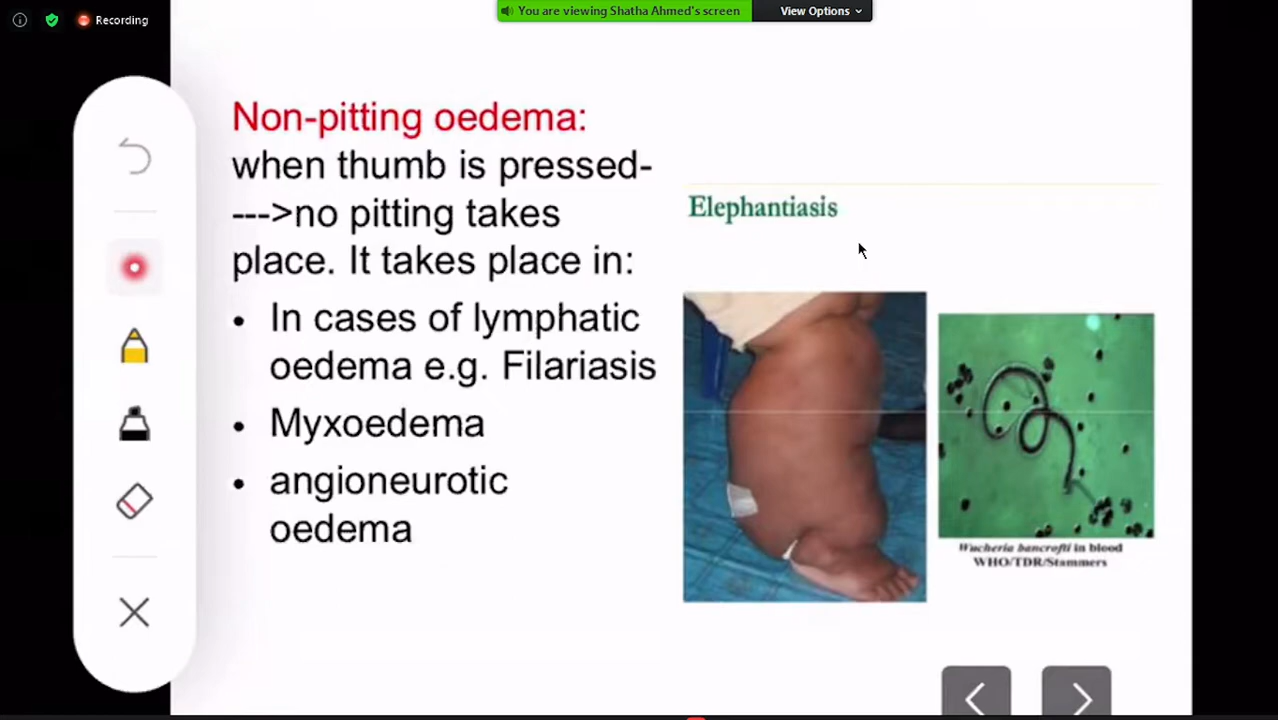 Recording
You are viewing Shatha Ahmed's screen
View Options
Non-pitting oedema:
when thumb is pressed-
--->no pitting takes
place. It takes place in:
• In cases of lymphatic
oedema e.g. Filariasis
• Myxoedema
• angioneurotic
oedema
Elephantiasis
Wucheria bancrofti in blood
WHO/TDR/Stammers